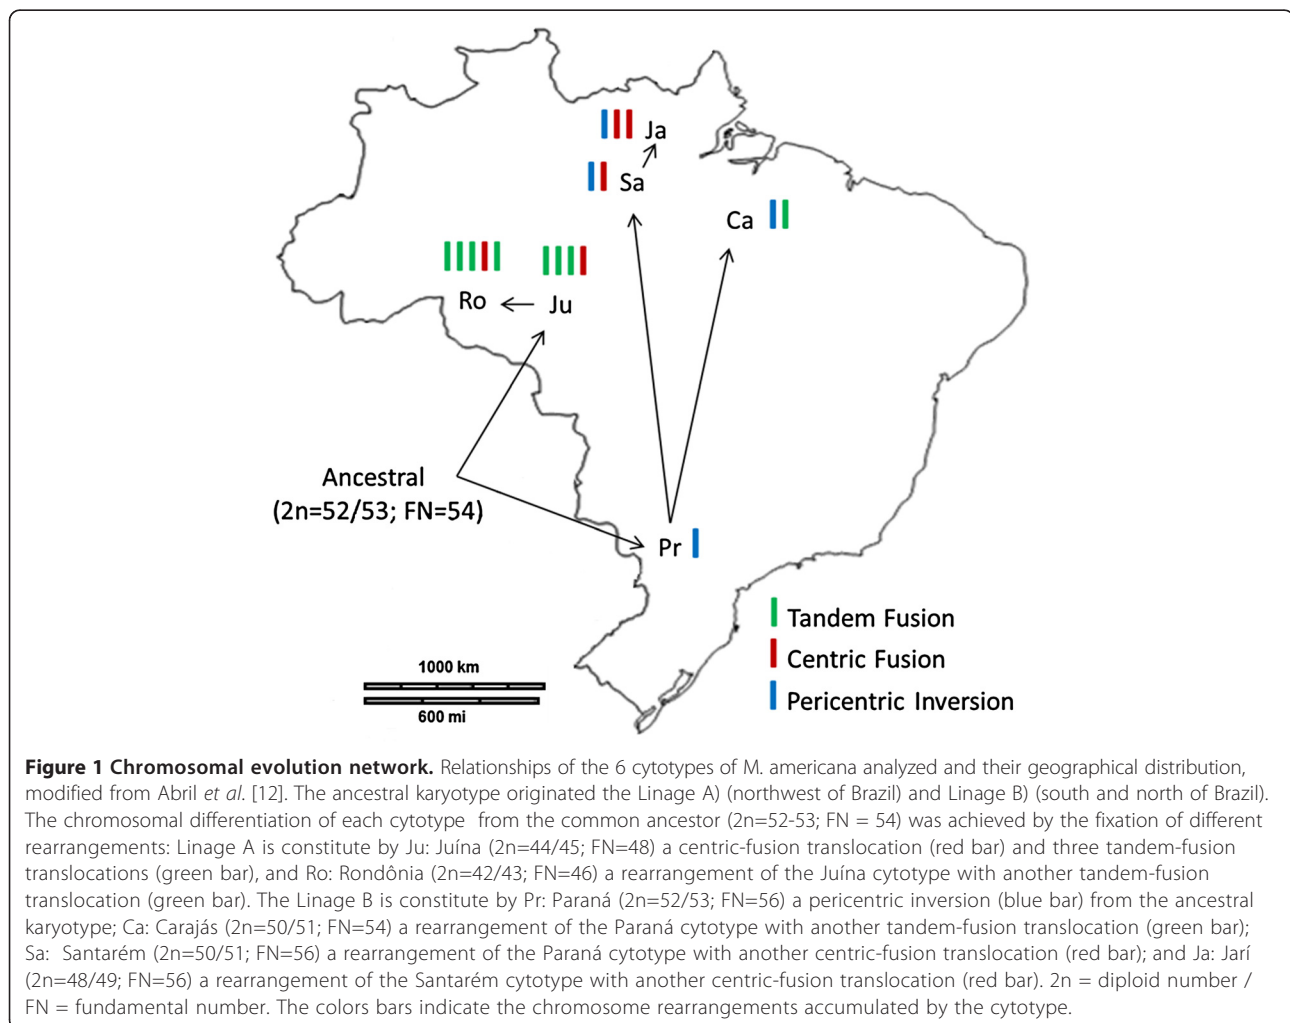 Ja
Sa
Ca
Ro
Ju
Ancestral
(2n=52/53; FN=54)
Pr
Tandem Fusion
Centric Fusion
Pericentric Inversion
1000 km
600 mi
Figure 1 Chromosomal evolution network. Relationships of the 6 cytotypes of M. americana analyzed and their geographical distribution,
modified from Abril et al. [12]. The ancestral karyotype originated the Linage A) (northwest of Brazil) and Linage B) (south and north of Brazil).
The chromosomal differentiation of each cytotype from the common ancestor (2n=52-53; FN = 54) was achieved by the fixation of different
rearrangements: Linage A is constitute by Ju: Juína (2n=44/45; FN=48) a centric-fusion translocation (red bar) and three tandem-fusion
translocations (green bar), and Ro: Rondônia (2n=42/43; FN=46) a rearrangement of the Juína cytotype with another tandem-fusion
translocation (green bar). The Linage B is constitute by Pr: Paraná (2n=52/53; FN=56) a pericentric inversion (blue bar) from the ancestral
karyotype; Ca: Carajás (2n=50/51; FN=54) a rearrangement of the Paraná cytotype with another tandem-fusion translocation (green bar);
Sa: Santarém (2n=50/51; FN=56) a rearrangement of the Paraná cytotype with another centric-fusion translocation (red bar); and Ja: Jarí
(2n=48/49; FN=56) a rearrangement of the Santarém cytotype with another centric-fusion translocation (red bar). 2n = diploid number /
FN = fundamental number. The colors bars indicate the chromosome rearrangements accumulated by the cytotype.